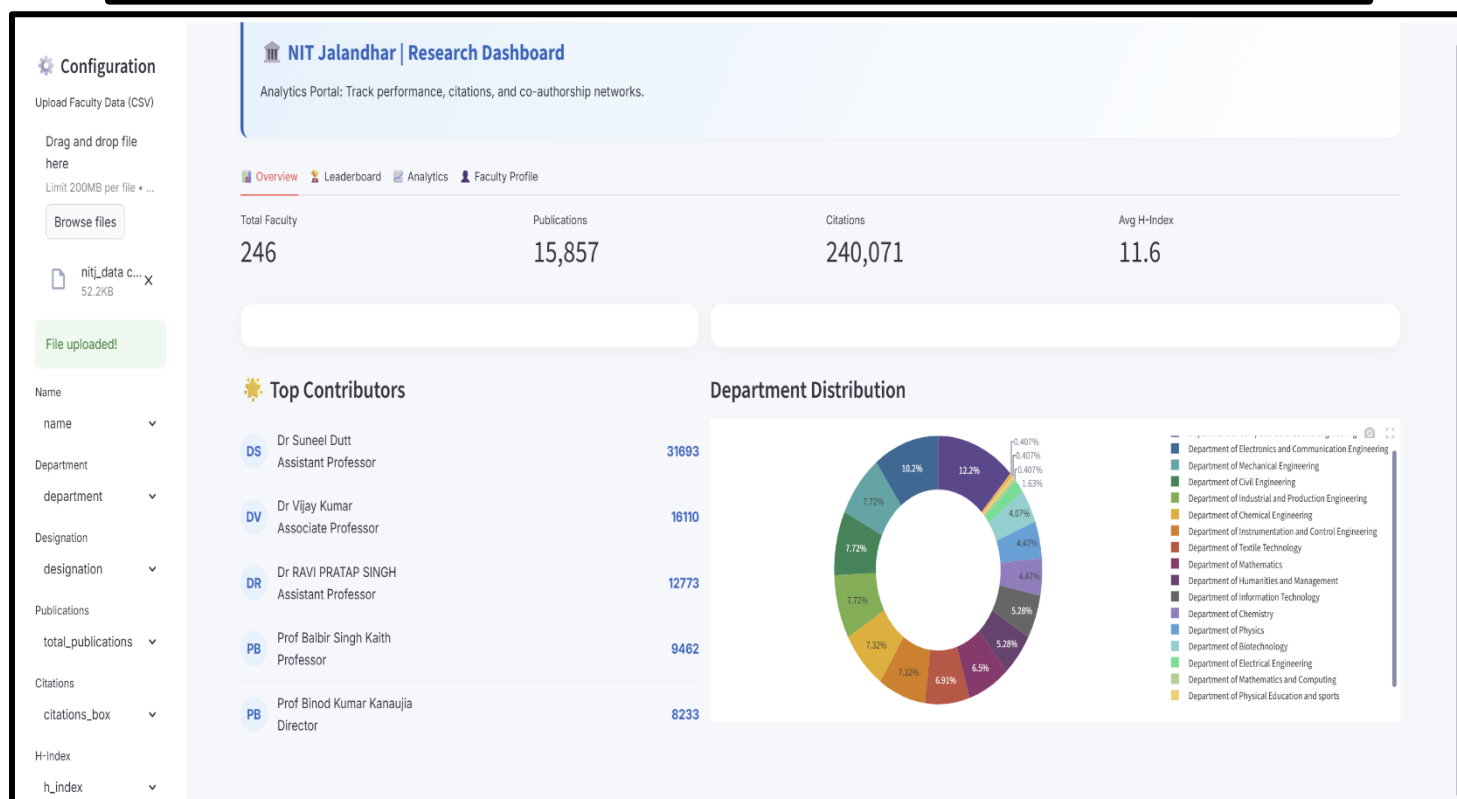 Configuration
Upload Faculty Data (CSV)
Drag and drop file
here
Limit 200MB per file • ...
Browse files
nitj_data c...
52.2KB
File uploaded!
Name
name
Department
department
Designation
designation
Publications
total_publications
Citations
citations_box
H-Index
h_index
NIT Jalandhar | Research Dashboard
Analytics Portal: Track performance, citations, and co-authorship networks.
Overview Leaderboard Analytics Faculty Profile
Total Faculty Publications Citations Avg H-Index
246 15,857 240,071 11.6
Top Contributors
DS Dr Suneel Dutt 31693
Assistant Professor
DV Dr Vijay Kumar 16110
Associate Professor
DR Dr RAVI PRATAP SINGH 12773
Assistant Professor
PB Prof Balbir Singh Kaith 9462
Professor
PB Prof Binod Kumar Kanaujia 8233
Director
Department Distribution
12.2%
0.407%
0.407%
0.407%
1.63%
4.07%
4.47%
4.47%
5.28%
5.28%
6.5%
6.91%
7.32%
7.32%
7.72%
7.72%
7.72%
10.2%
Department of Electronics and Communication Engineering
Department of Mechanical Engineering
Department of Civil Engineering
Department of Industrial and Production Engineering
Department of Chemical Engineering
Department of Instrumentation and Control Engineering
Department of Textile Technology
Department of Mathematics
Department of Humanities and Management
Department of Information Technology
Department of Chemistry
Department of Physics
Department of Biotechnology
Department of Electrical Engineering
Department of Mathematics and Computing
Department of Physical Education and sports